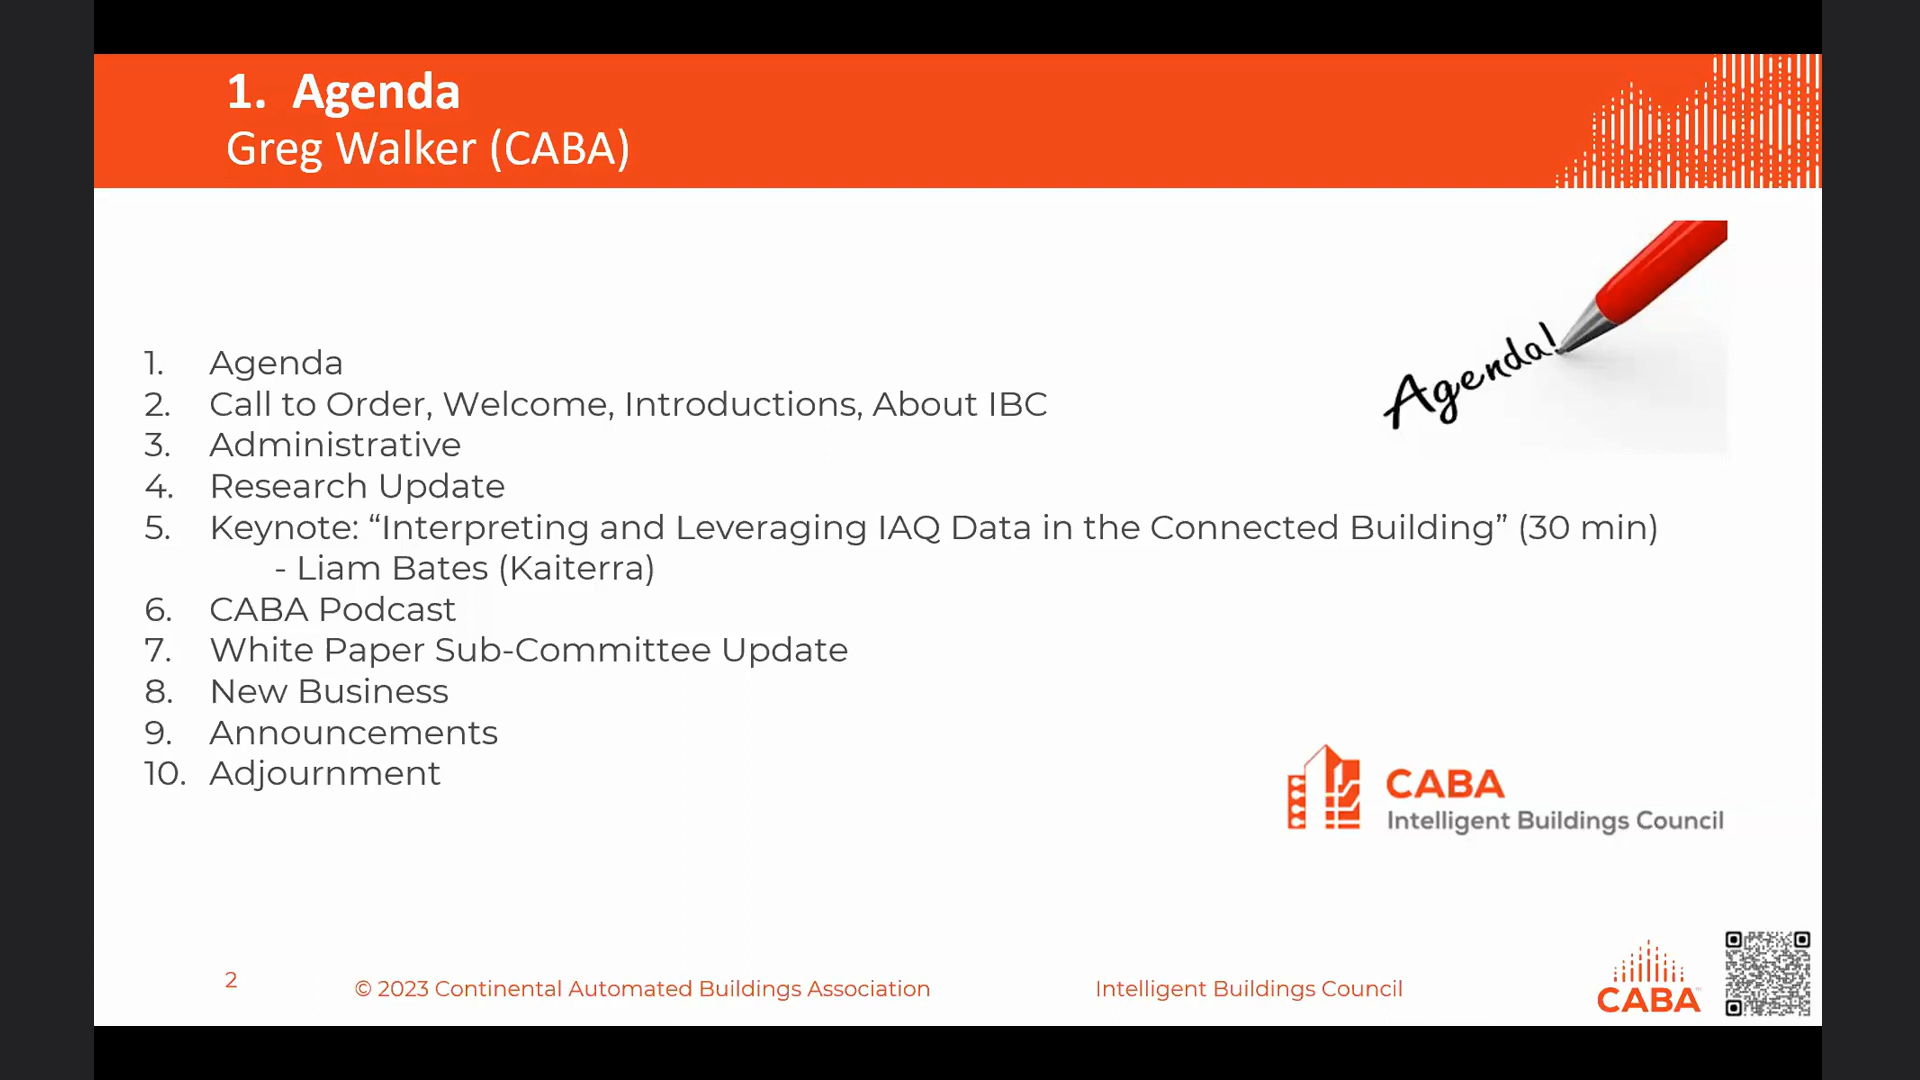 1. Agenda
Greg Walker (CABA)
Agenda!
1. Agenda
2. Call to Order, Welcome, Introductions, About IBC
3. Administrative
4. Research Update
5. Keynote: “Interpreting and Leveraging IAQ Data in the Connected Building” (30 min)
- Liam Bates (Kaiterra)
6. CABA Podcast
7. White Paper Sub-Committee Update
8. New Business
9. Announcements
10. Adjournment
CABA
Intelligent Buildings Council
2
© 2023 Continental Automated Buildings Association
Intelligent Buildings Council
CABA